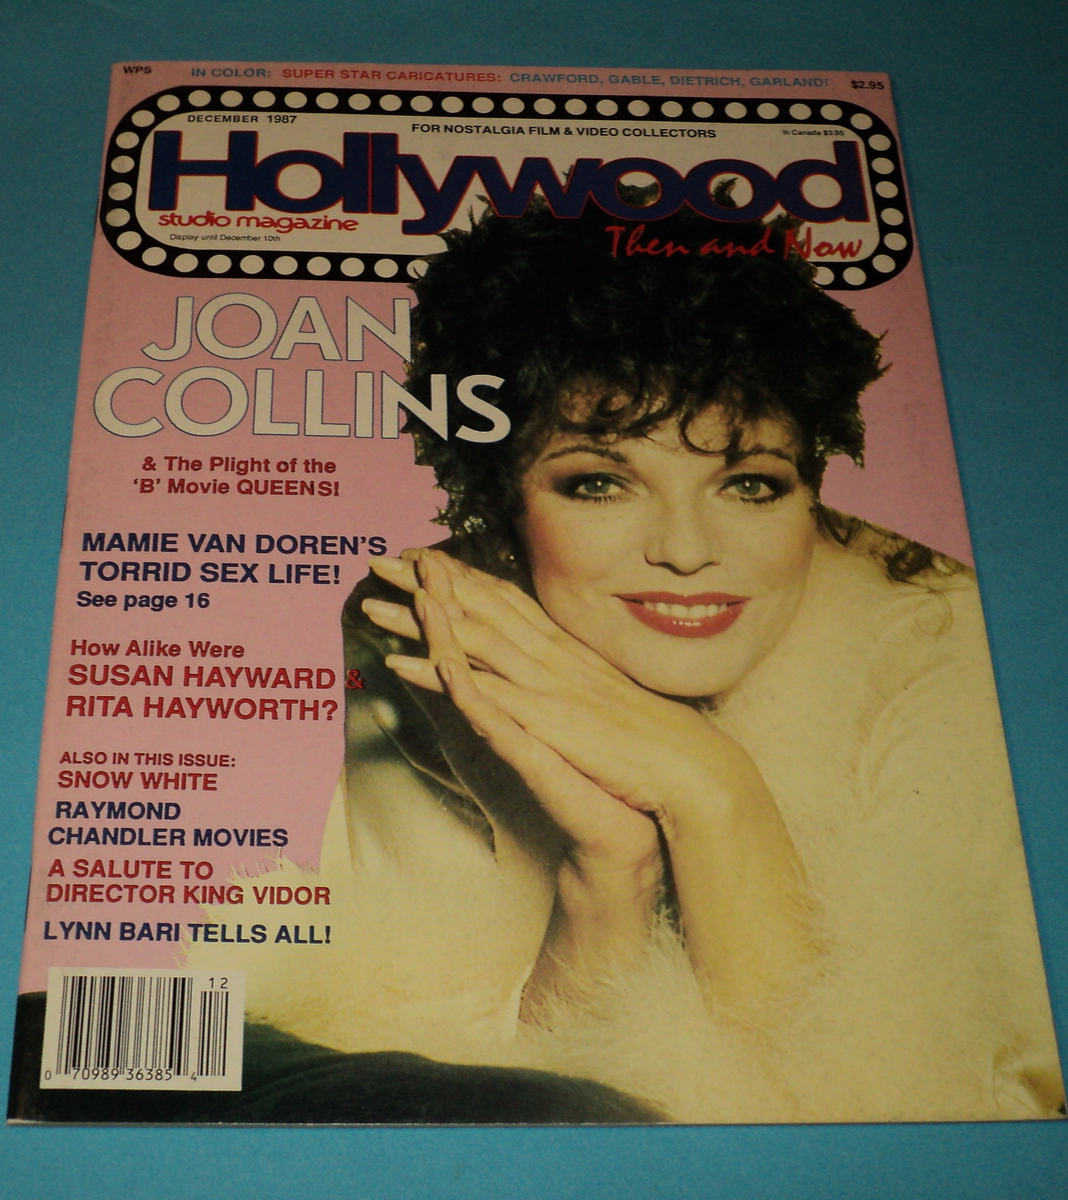 WPS
IN COLOR: SUPER STAR CARICATURES: CRAWFORD, GABLE, DIETRICH, GARLAND!
$2.95
DECEMBER 1987
FOR NOSTALGIA FILM & VIDEO COLLECTORS
In Canada $3.95
Hollywood
studio magazine
Display until December 10th
Then and Now
JOAN
COLLINS
& The Plight of the
'B' Movie QUEENS!
MAMIE VAN DOREN'S
TORRID SEX LIFE!
See page 16
How Alike Were
SUSAN HAYWARD &
RITA HAYWORTH?
ALSO IN THIS ISSUE:
SNOW WHITE
RAYMOND
CHANDLER MOVIES
A SALUTE TO
DIRECTOR KING VIDOR
LYNN BARI TELLS ALL!
12
0 70989 36385 4